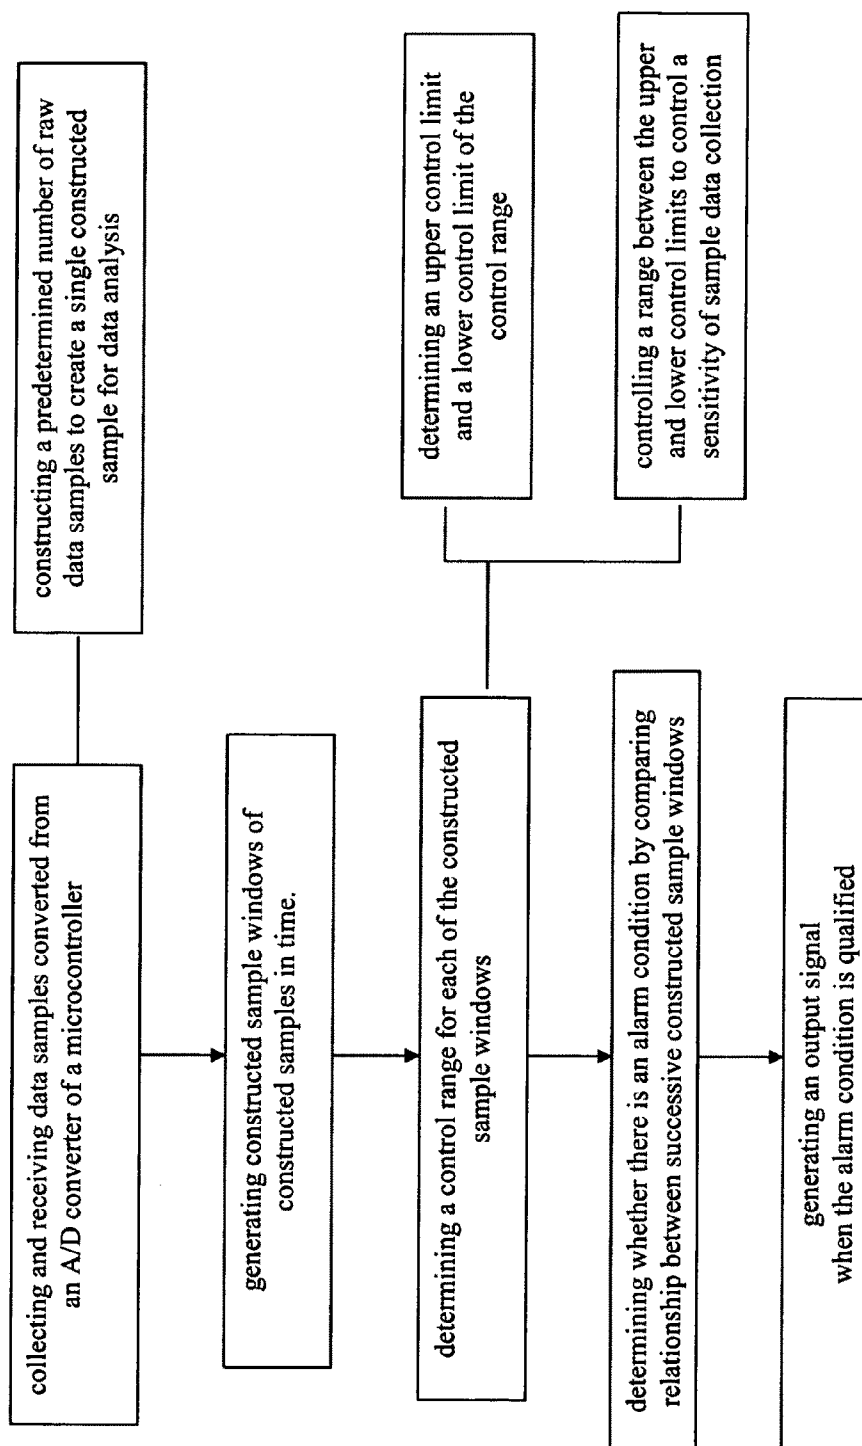 collecting and receiving data samples converted from
an A/D converter of a microcontroller
constructing a predetermined number of raw
data samples to create a single constructed
sample for data analysis
generating constructed sample windows of
constructed samples in time.
determining a control range for each of the constructed
sample windows
determining an upper control limit
and a lower control limit of the
control range
controlling a range between the upper
and lower control limits to control a
sensitivity of sample data collection
determining whether there is an alarm condition by comparing
relationship between successive constructed sample windows
generating an output signal
when the alarm condition is qualified